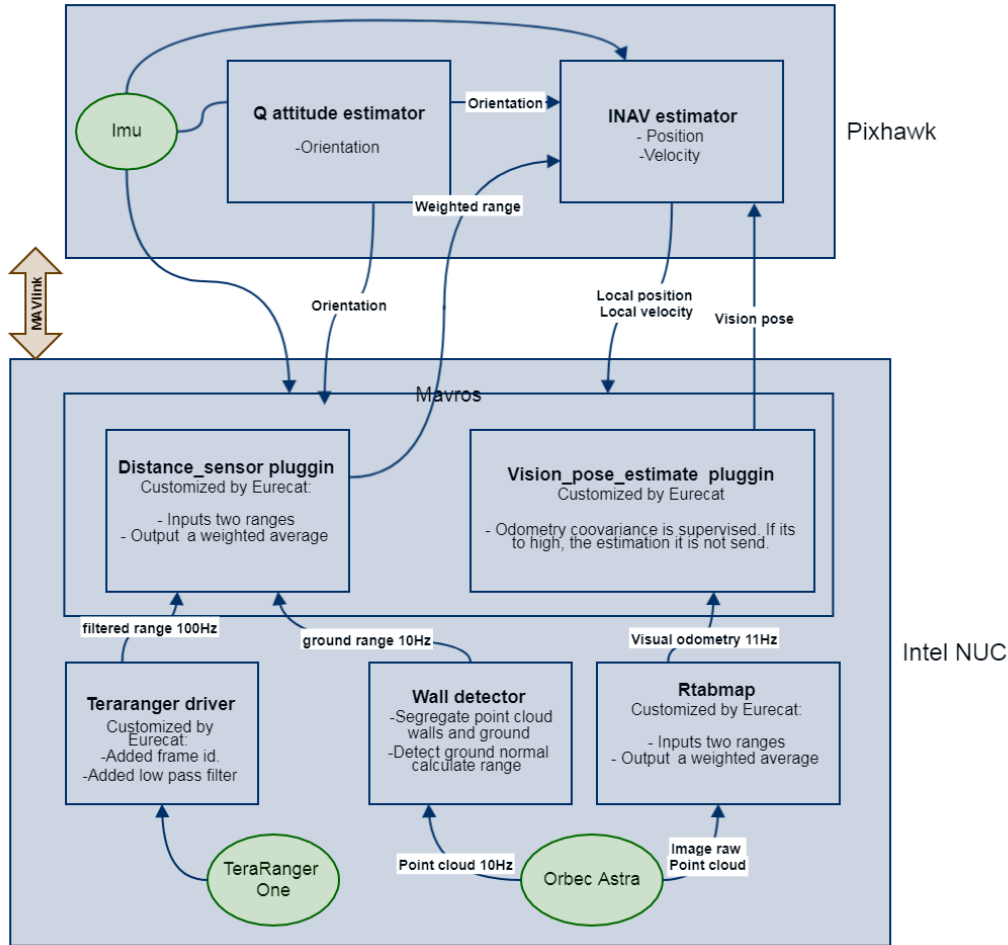 Imu
Q attitude estimator
-Orientation
Orientation
INAV estimator
- Position
-Velocity
Pixhawk
Weighted range
MAVlink
Orientation
Local position
Local velocity
Vision pose
Mavros
Distance_sensor pluggin
Customized by Eurecat:
- Inputs two ranges
- Output  a weighted average
Vision_pose_estimate  pluggin
Customized by Eurecat
- Odometry coovariance is supervised. If its
to high, the estimation it is not send.
filtered range 100Hz
ground range 10Hz
Visual odometry 11Hz
Intel NUC
Teraranger driver
Customized by
Eurecat:
-Added frame id.
-Added low pass filter
Wall detector
-Segregate point cloud
walls and ground
-Detect ground normal
calculate range
Rtabmap
Customized by Eurecat:
- Inputs two ranges
- Output  a weighted average
TeraRanger
One
Point cloud 10Hz
Orbec Astra
Image raw
Point cloud